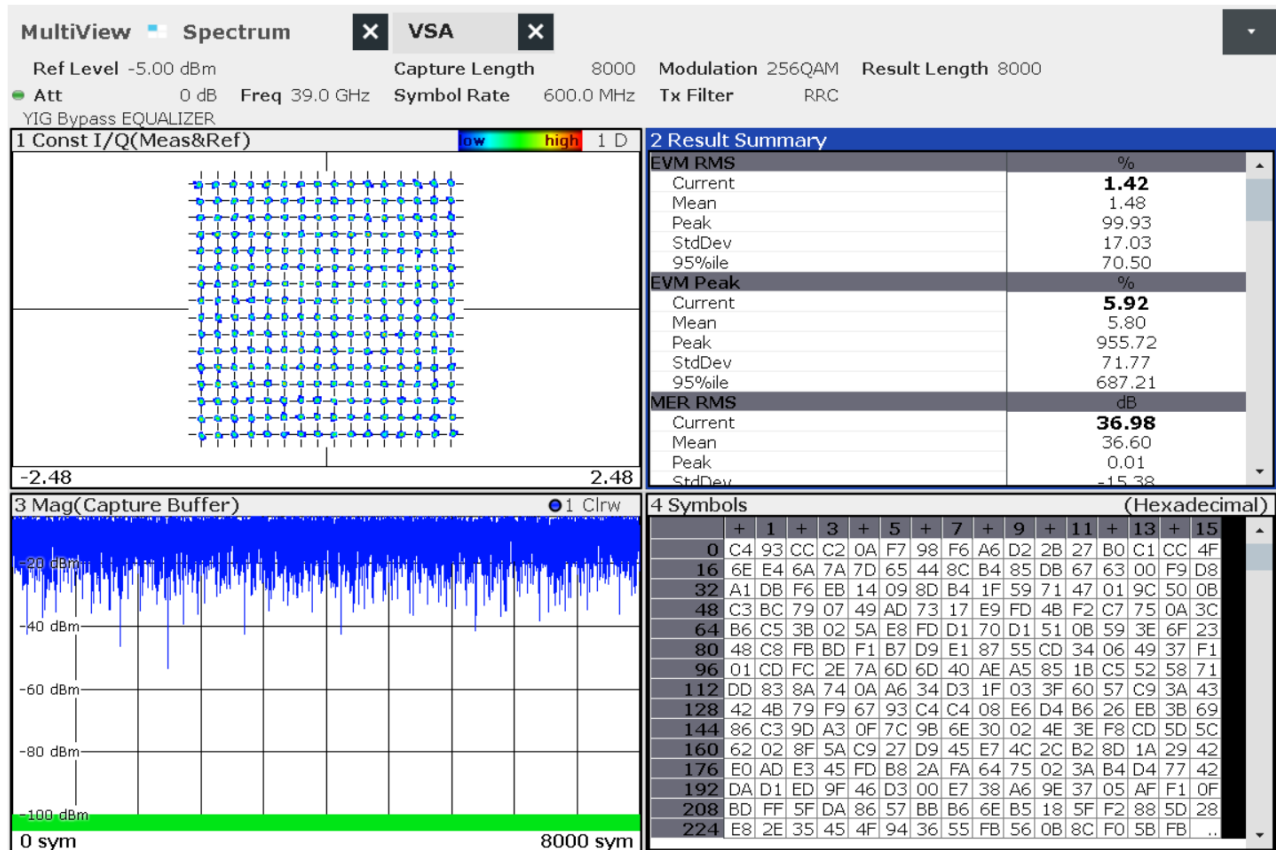 MultiView Spectrum VSA
Ref Level -5.00 dBm Capture Length 8000 Modulation 256QAM Result Length 8000
Att 0 dB Freq 39.0 GHz Symbol Rate 600.0 MHz Tx Filter RRC
YIG Bypass EQUALIZER
1 Const I/Q(Meas&Ref) low high 1 D
-2.48 2.48
2 Result Summary
EVM RMS %
Current 1.42
Mean 1.48
Peak 99.93
StdDev 17.03
95%ile 70.50
EVM Peak %
Current 5.92
Mean 5.80
Peak 955.72
StdDev 71.77
95%ile 687.21
MER RMS dB
Current 36.98
Mean 36.60
Peak 0.01
StdDev -15.38
3 Mag(Capture Buffer) 1 Clrw
-20 dBm
-40 dBm
-60 dBm
-80 dBm
-100 dBm
0 sym 8000 sym
4 Symbols (Hexadecimal)
+ 1 + 3 + 5 + 7 + 9 + 11 + 13 + 15
0 C4 93 CC C2 0A F7 98 F6 A6 D2 2B 27 B0 C1 CC 4F
16 6E E4 6A 7A 7D 65 44 8C B4 85 DB 67 63 00 F9 D8
32 A1 DB F6 EB 14 09 8D B4 1F 59 71 47 01 9C 50 0B
48 C3 BC 79 07 49 AD 73 17 E9 FD 4B F2 C7 75 0A 3C
64 B6 C5 3B 02 5A E8 FD D1 70 D1 51 0B 59 3E 6F 23
80 48 C8 FB BD F1 B7 D9 E1 87 55 CD 34 06 49 37 F1
96 01 CD FC 2E 7A 6D 6D 40 AE A5 85 1B C5 52 58 71
112 DD 83 8A 74 0A A6 34 D3 1F 03 3F 60 57 C9 3A 43
128 42 4B 79 F9 67 93 C4 C4 08 E6 D4 B6 26 EB 3B 69
144 86 C3 9D A3 0F 7C 9B 6E 30 02 4E 3E F8 CD 5D 5C
160 62 02 8F 5A C9 27 D9 45 E7 4C 2C B2 8D 1A 29 42
176 E0 AD E3 45 FD B8 2A FA 64 75 02 3A B4 D4 77 42
192 DA D1 ED 9F 46 D3 00 E7 38 A6 9E 37 05 AF F1 0F
208 BD FF 5F DA 86 57 BB B6 6E B5 18 5F F2 88 5D 28
224 E8 2E 35 45 4F 94 36 55 FB 56 0B 8C F0 5B FB ..